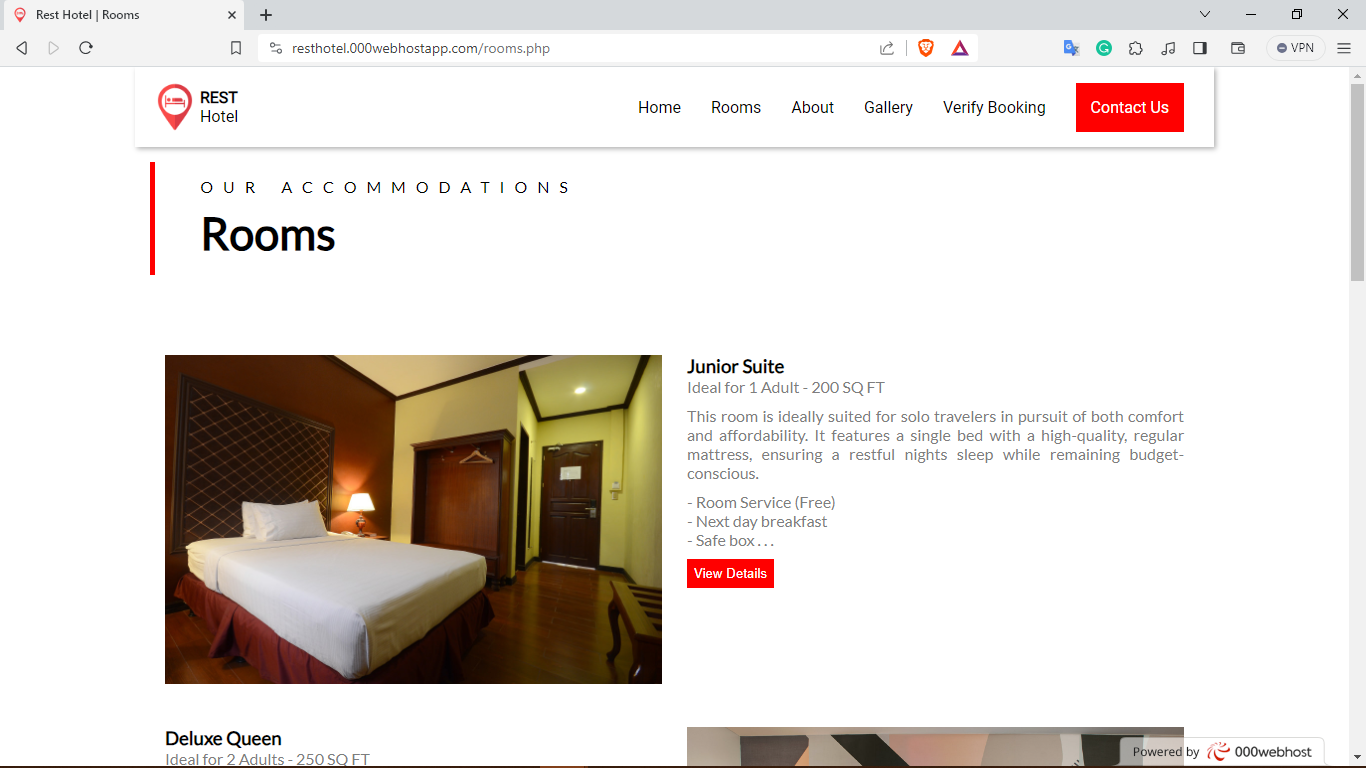 Rest Hotel | Rooms
resthotel.000webhostapp.com/rooms.php
VPN
REST
Hotel
Home
Rooms
About
Gallery
Verify Booking
Contact Us
OUR ACCOMMODATIONS
Rooms
Junior Suite
Ideal for 1 Adult - 200 SQ FT
This room is ideally suited for solo travelers in pursuit of both comfort
and affordability. It features a single bed with a high-quality, regular
mattress, ensuring a restful nights sleep while remaining budget-
conscious.
- Room Service (Free)
- Next day breakfast
- Safe box . . .
View Details
Deluxe Queen
Ideal for 2 Adults - 250 SQ FT
Powered by 000webhost